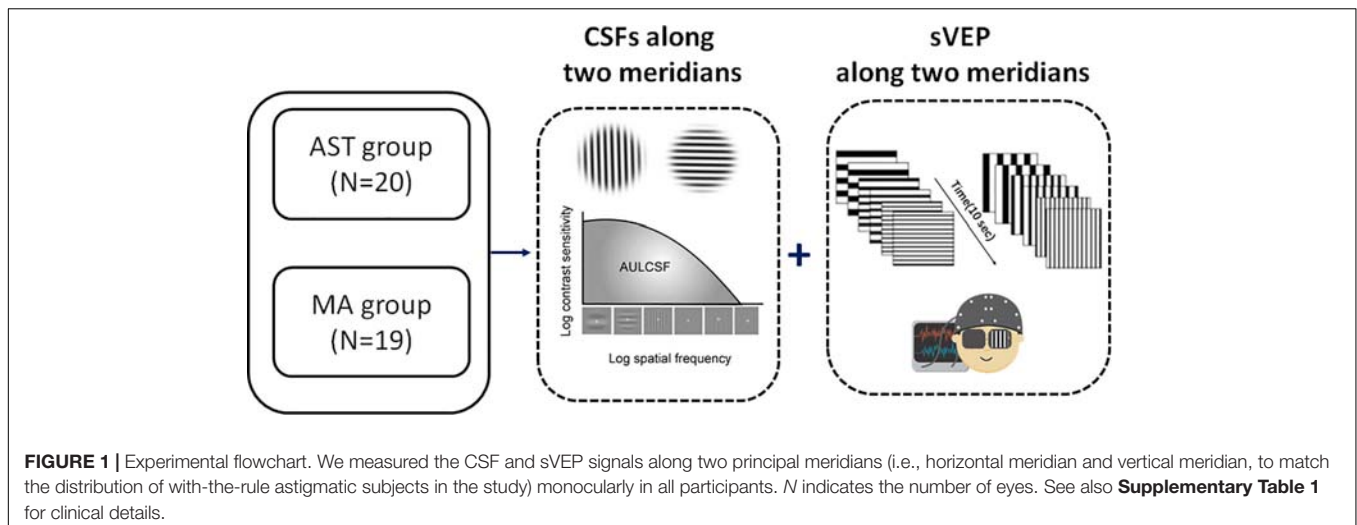 CSFs along
two meridians
sVEP
along two meridians
AST group
(N=20)
MA group
(N=19)
Log contrast sensitivity
AULCSF
Log spatial frequency
+
Time(10 sec)
FIGURE 1 | Experimental flowchart. We measured the CSF and sVEP signals along two principal meridians (i.e., horizontal meridian and vertical meridian, to match
the distribution of with-the-rule astigmatic subjects in the study) monocularly in all participants. N indicates the number of eyes. See also Supplementary Table 1
for clinical details.